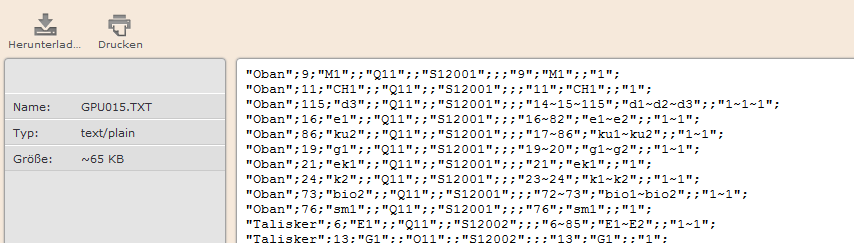 Herunterlad... Drucken
Name: GPU015.TXT
Typ: text/plain
Größe: ~65 KB
"Oban";9;"M1";;"Q11";;"S12001";;;"9";"M1";;"1";
"Oban";11;"CH1";;"Q11";;"S12001";;;"11";"CH1";;"1";
"Oban";115;"d3";;"Q11";;"S12001";;;"14~15~115";"d1~d2~d3";;"1~1~1";
"Oban";16;"e1";;"Q11";;"S12001";;;"16~82";"e1~e2";;"1~1";
"Oban";86;"ku2";;"Q11";;"S12001";;;"17~86";"ku1~ku2";;"1~1";
"Oban";19;"g1";;"Q11";;"S12001";;;"19~20";"g1~g2";;"1~1";
"Oban";21;"ek1";;"Q11";;"S12001";;;"21";"ek1";;"1";
"Oban";24;"k2";;"Q11";;"S12001";;;"23~24";"k1~k2";;"1~1";
"Oban";73;"bio2";;"Q11";;"S12001";;;"72~73";"bio1~bio2";;"1~1";
"Oban";76;"sm1";;"Q11";;"S12001";;;"76";"sm1";;"1";
"Talisker";6;"E1";;"Q11";;"S12002";;;"6~85";"E1~E2";;"1~1";
"Talisker";13;"G1";;"Q11";;"S12002";;;"13";"G1";;"1";